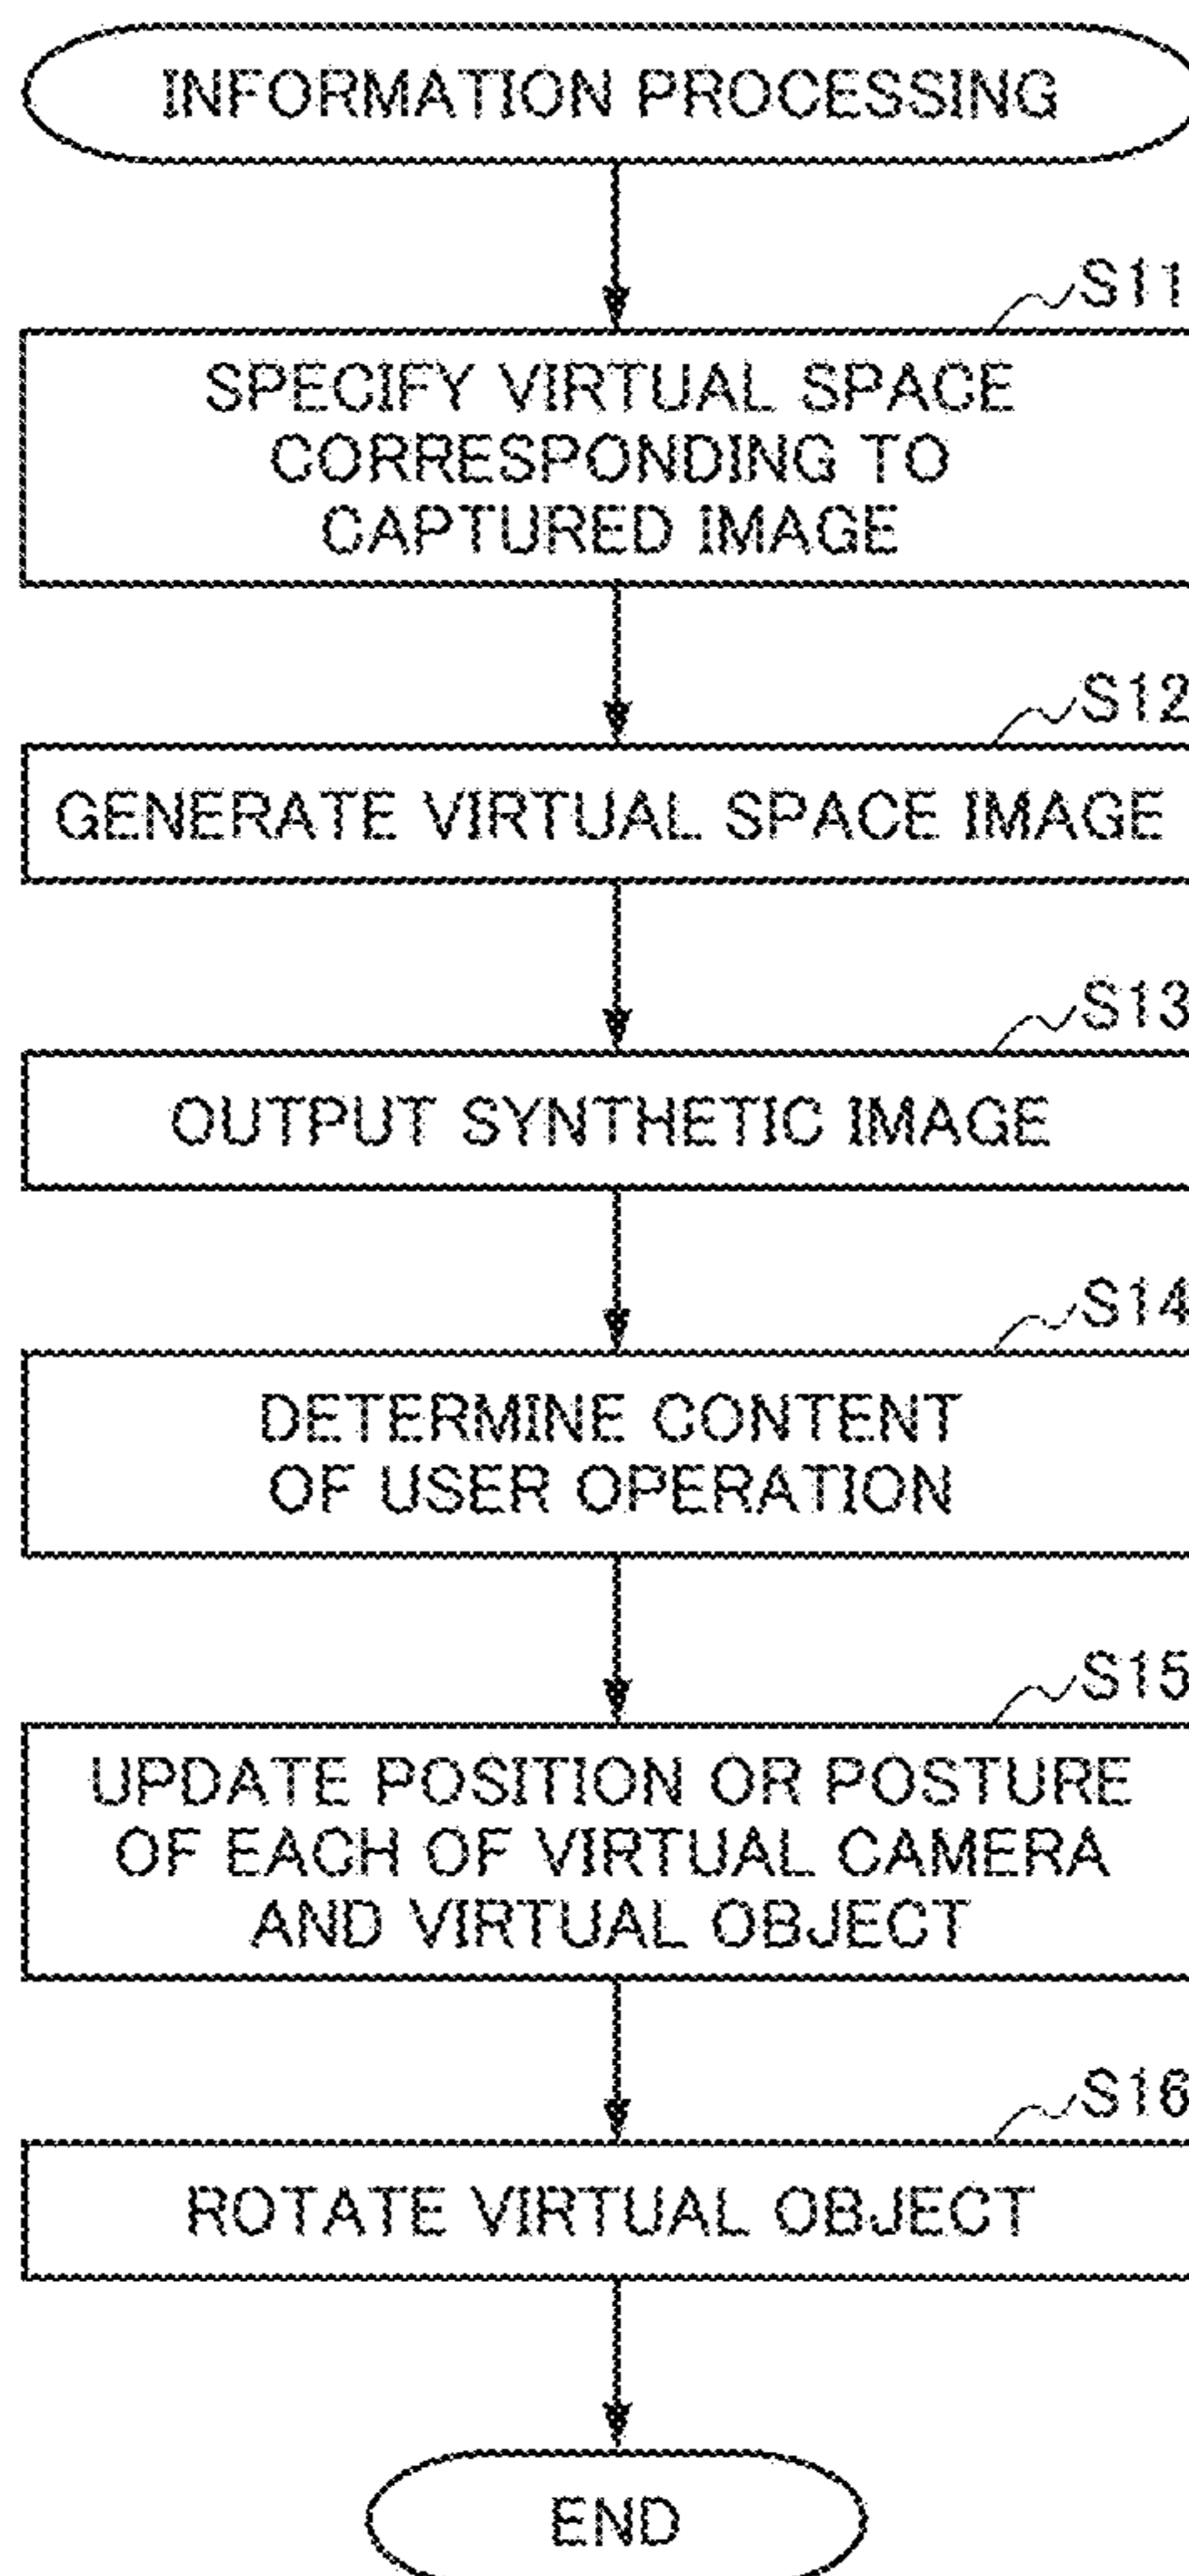 INFORMATION PROCESSING
S11
SPECIFY VIRTUAL SPACE
CORRESPONDING TO
CAPTURED IMAGE
S12
GENERATE VIRTUAL SPACE IMAGE
S13
OUTPUT SYNTHETIC IMAGE
S14
DETERMINE CONTENT
OF USER OPERATION
S15
UPDATE POSITION OR POSTURE
OF EACH OF VIRTUAL CAMERA
AND VIRTUAL OBJECT
S16
ROTATE VIRTUAL OBJECT
END